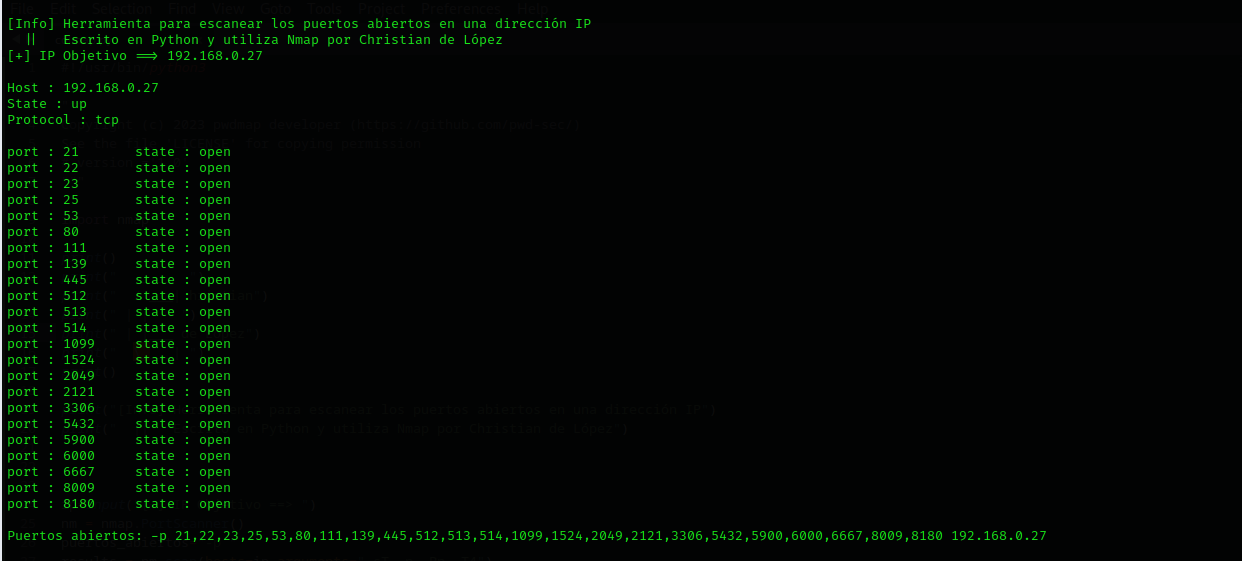 [Info] Herramienta para escanear los puertos abiertos en una dirección IP
|| Escrito en Python y utiliza Nmap por Christian de López
[+] IP Objetivo ==> 192.168.0.27
Host : 192.168.0.27
State : up
Protocol : tcp
port : 21 state : open
port : 22 state : open
port : 23 state : open
port : 25 state : open
port : 53 state : open
port : 80 state : open
port : 111 state : open
port : 139 state : open
port : 445 state : open
port : 512 state : open
port : 513 state : open
port : 514 state : open
port : 1099 state : open
port : 1524 state : open
port : 2049 state : open
port : 2121 state : open
port : 3306 state : open
port : 5432 state : open
port : 5900 state : open
port : 6000 state : open
port : 6667 state : open
port : 8009 state : open
port : 8180 state : open
Puertos abiertos: -p 21,22,23,25,53,80,111,139,445,512,513,514,1099,1524,2049,2121,3306,5432,5900,6000,6667,8009,8180 192.168.0.27